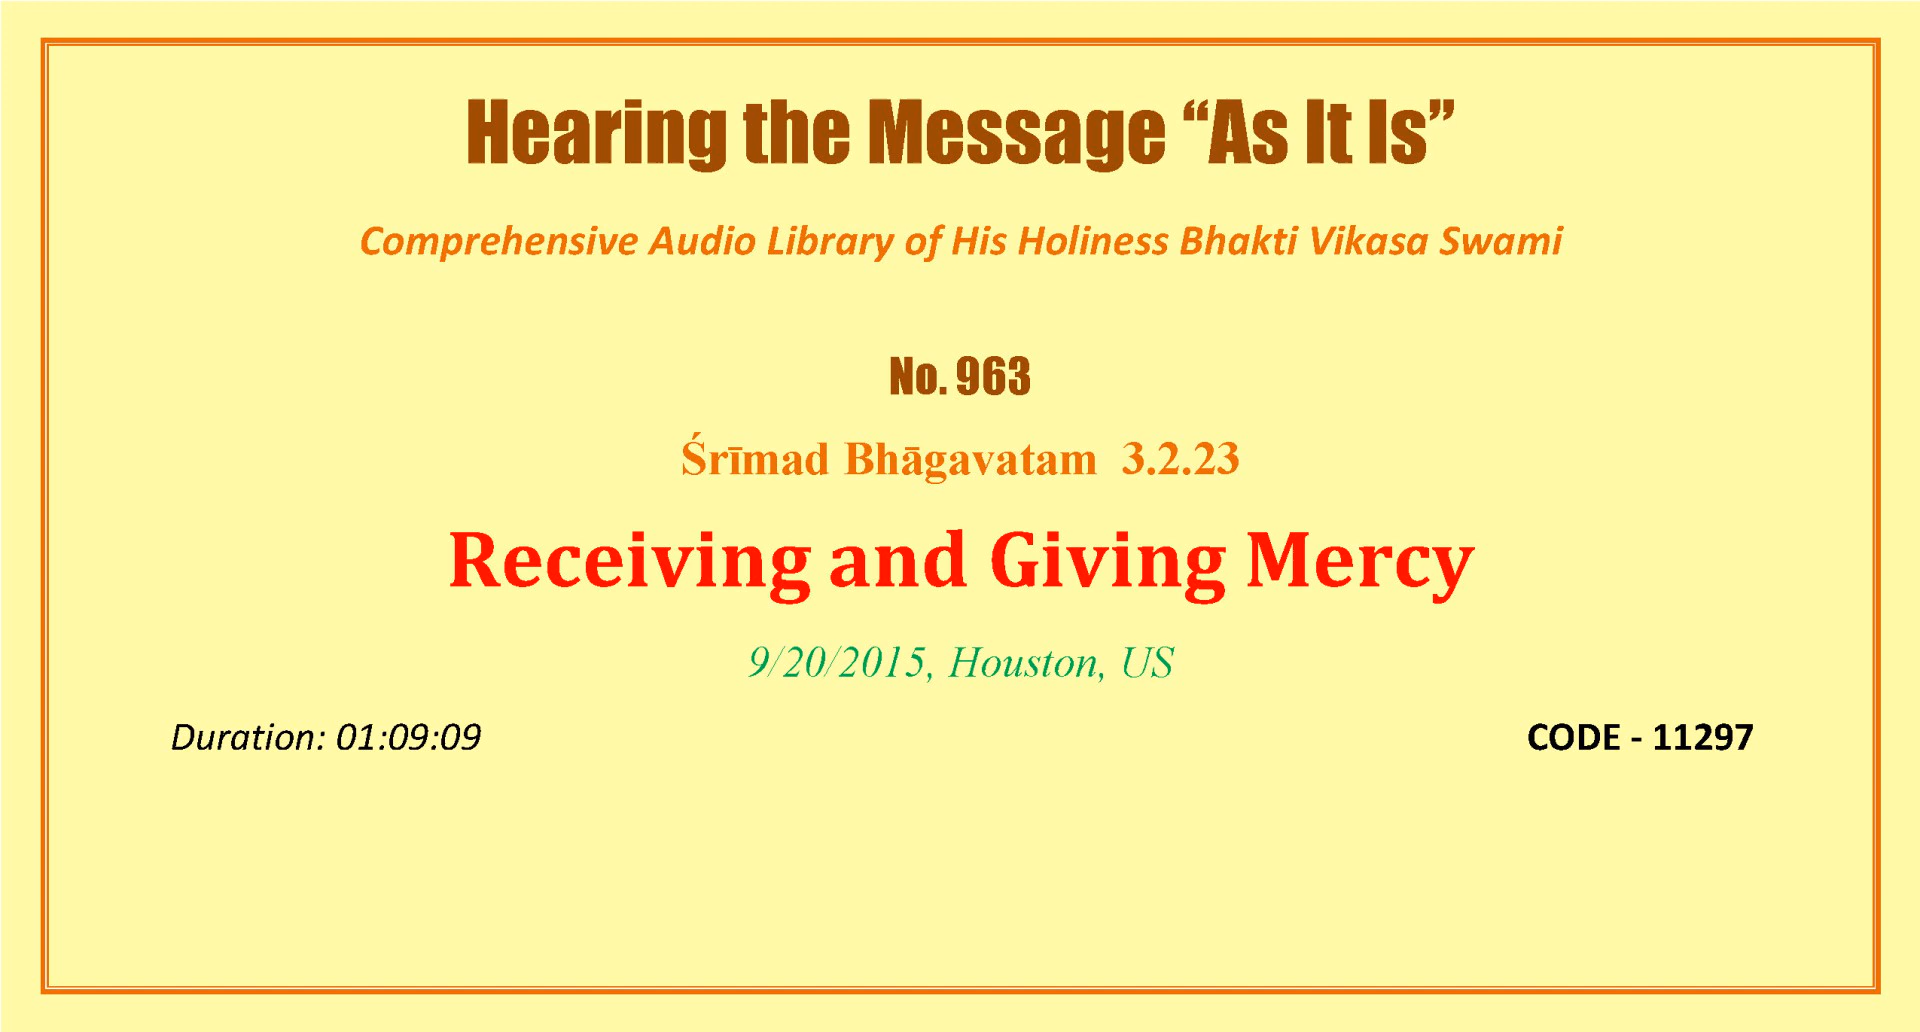 Hearing the Message “As It Is”
Comprehensive Audio Library of His Holiness Bhakti Vikasa Swami
No. 963
Śrīmad Bhāgavatam 3.2.23
Receiving and Giving Mercy
9/20/2015, Houston, US
Duration: 01:09:09 CODE - 11297